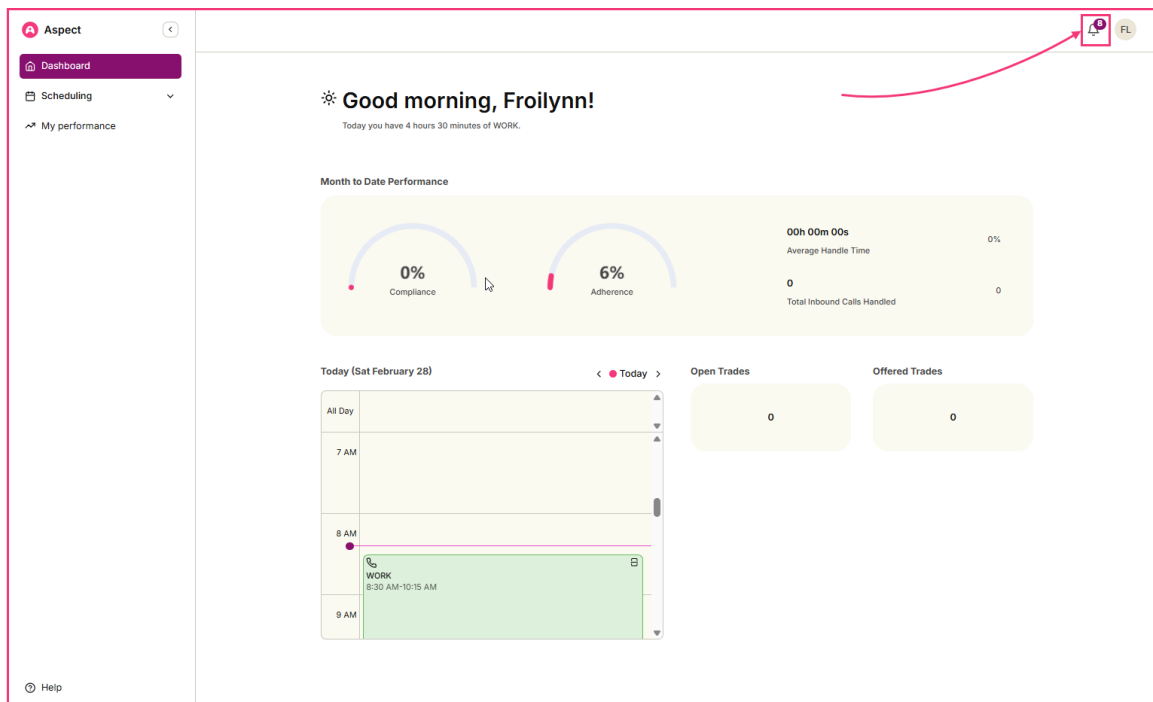 Aspect
8
FL
Dashboard
Scheduling
My performance
Good morning, Froilynn!
Today you have 4 hours 30 minutes of WORK.
Month to Date Performance
0%
Compliance
6%
Adherence
00h 00m 00s
Average Handle Time
0%
0
Total Inbound Calls Handled
0
Today (Sat February 28)
Today
Open Trades
Offered Trades
All Day
0
0
7 AM
8 AM
WORK
8:30 AM-10:15 AM
9 AM
Help